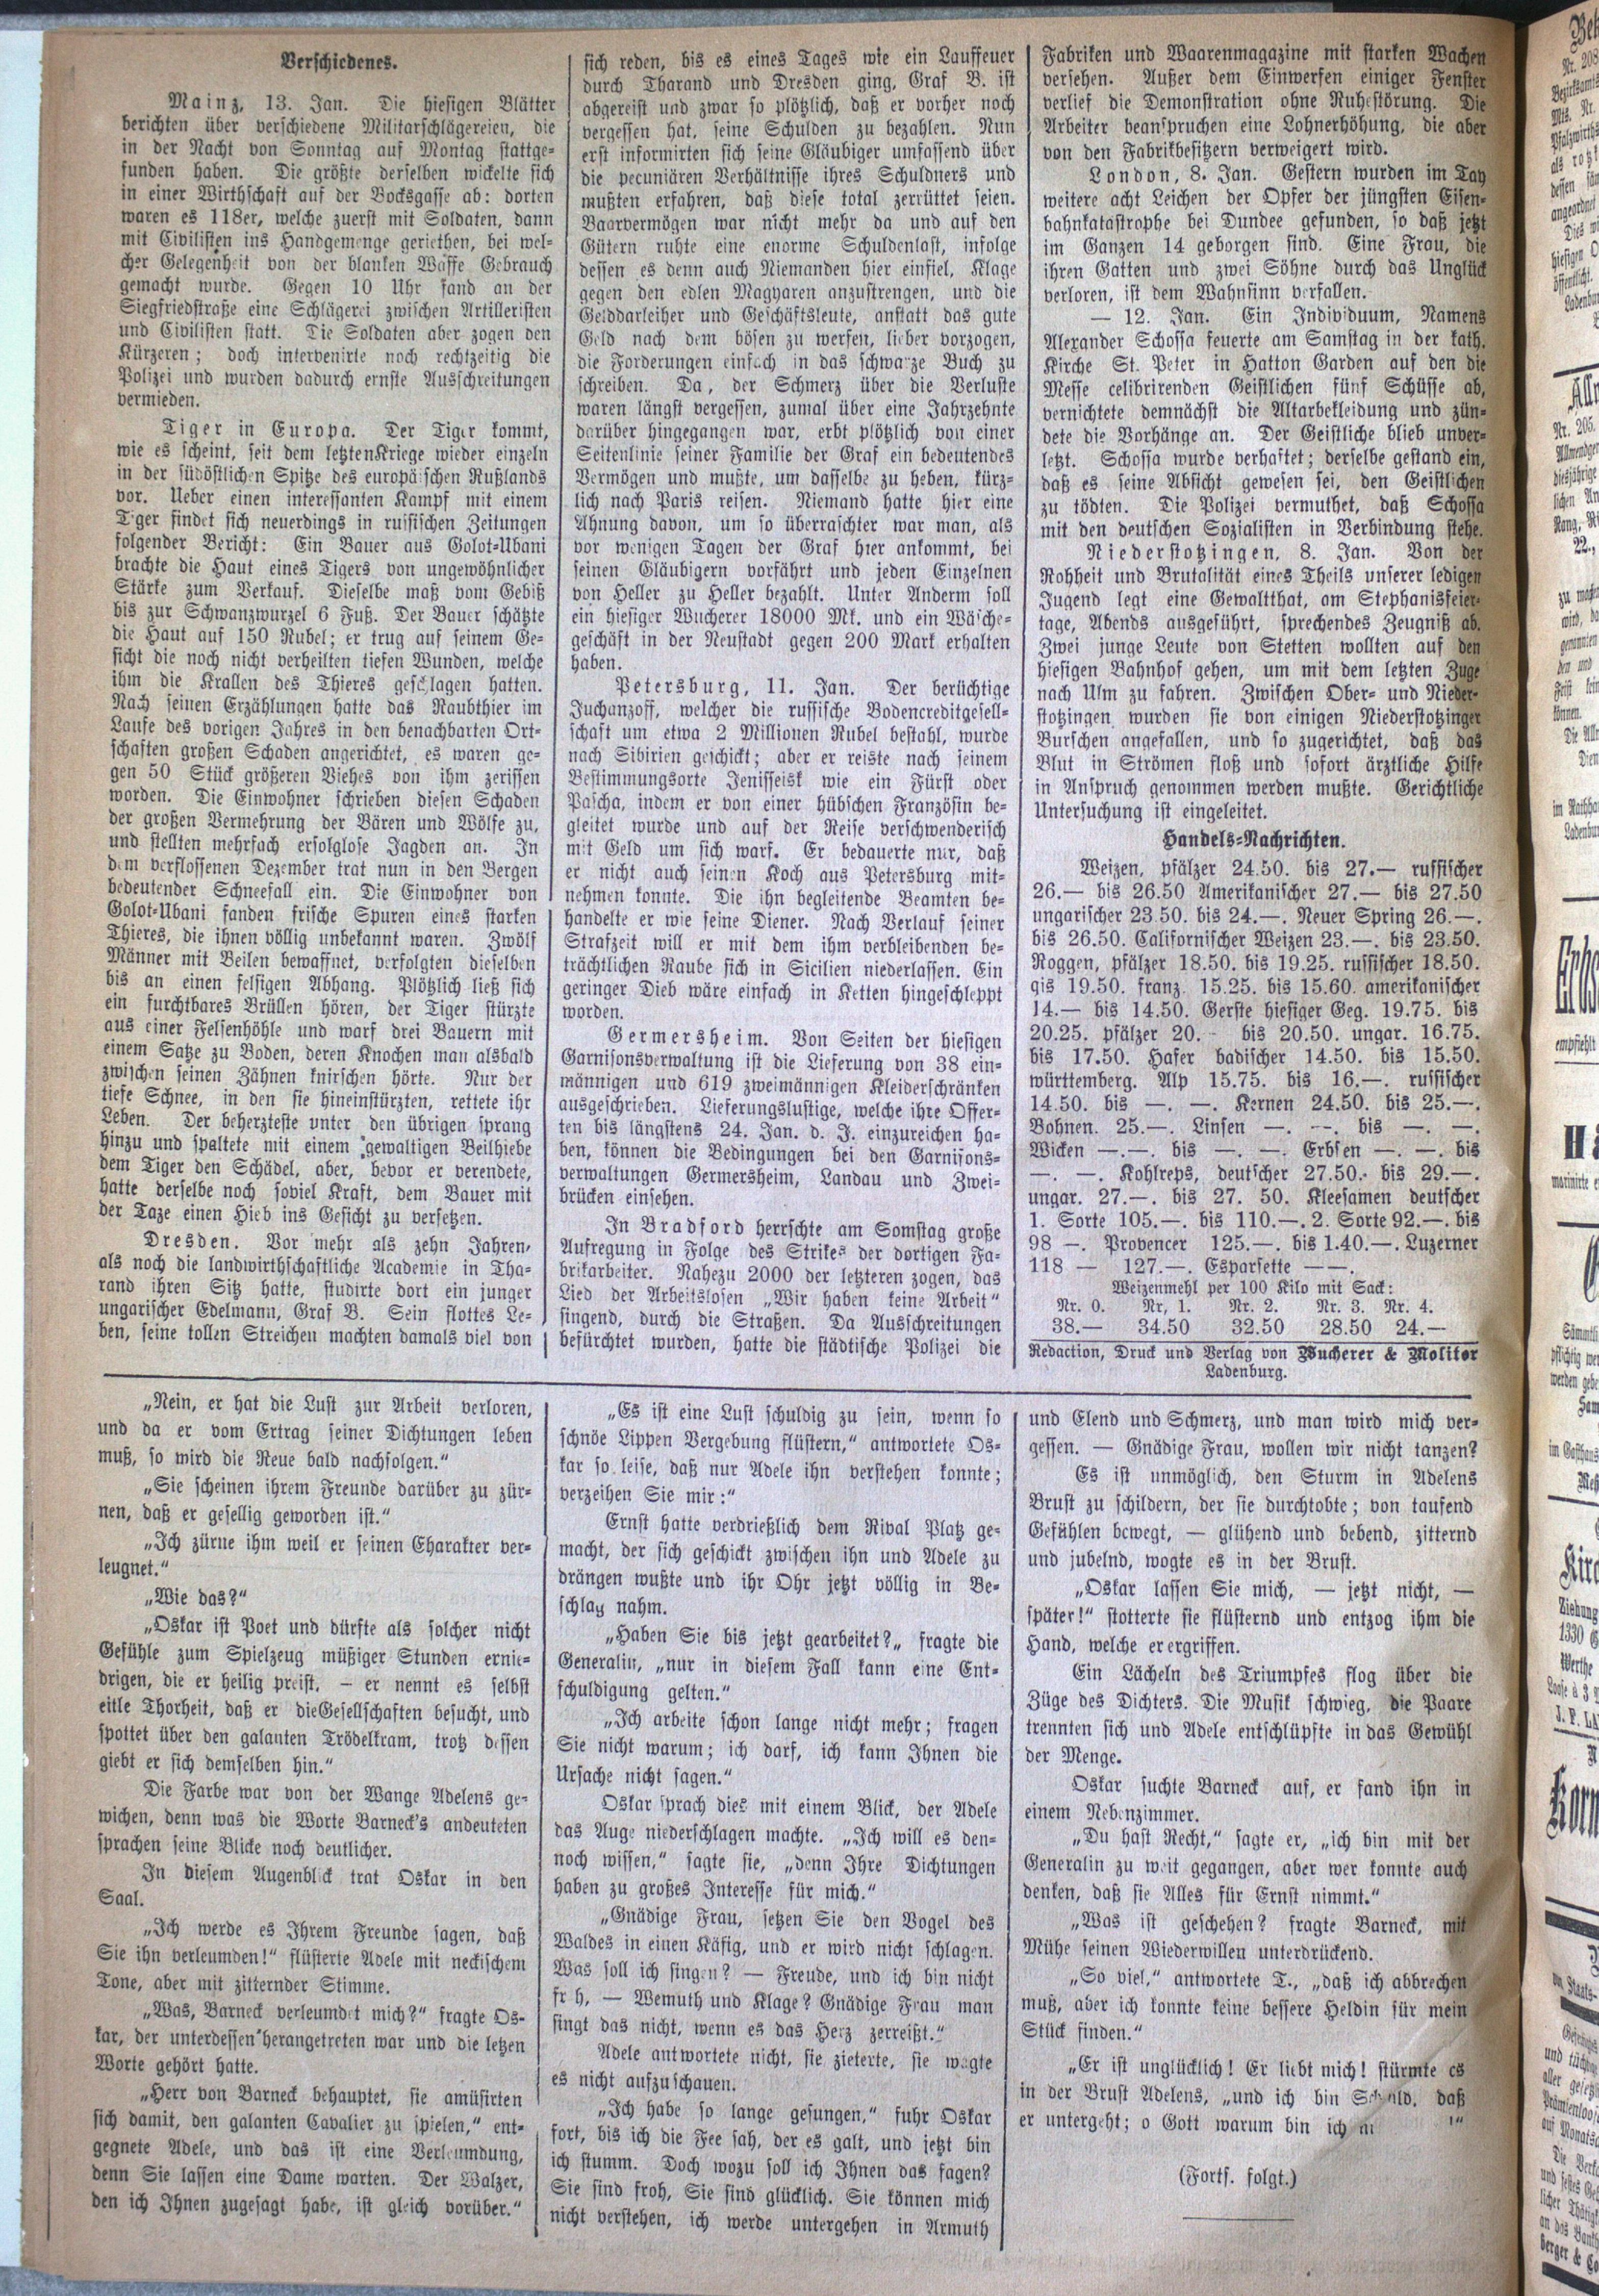 Verschiedenes.
Mainz, 13. Jan. Die hiesigen Blätter
berichten über verschiedene Militarschlägereien, die
in der Nacht von Sonntag auf Montag stattge-
funden haben. Die größte derselben wickelte sich
in einer Wirthschaft auf der Bocksgasse ab: dorten
waren es 118er, welche zuerst mit Soldaten, dann
mit Civilisten ins Handgemenge geriethen, bei wel-
cher Gelegenheit von der blanken Waffe Gebrauch
gemacht wurde. Gegen 10 Uhr fand an der
Siegfriedstraße eine Schlägerei zwischen Artilleristen
und Civilisten statt. Die Soldaten aber zogen den
Kürzeren; doch intervenirte noch rechtzeitig die
Polizei und wurden dadurch ernste Ausschreitungen
vermieden.
Tiger in Europa. Der Tiger kommt,
wie es scheint, seit dem letztenKriege wieder einzeln
in der südöstlichen Spitze des europäischen Rußlands
vor. Ueber einen interessanten Kampf mit einem
Tiger findet sich neuerdings in russischen Zeitungen
folgender Bericht: Ein Bauer aus Golot-Ubani
brachte die Haut eines Tigers von ungewöhnlicher
Stärke zum Verkauf. Dieselbe maß vom Gebiß
bis zur Schwanzwurzel 6 Fuß. Der Bauer schätzte
die Haut auf 150 Rubel; er trug auf seinem Ge-
sicht die noch nicht verheilten tiefen Wunden, welche
ihm die Krallen des Thieres geschlagen hatten.
Nach seinen Erzählungen hatte das Raubthier im
Laufe des vorigen Jahres in den benachbarten Ort-
schaften großen Schaden angerichtet, es waren ge-
gen 50 Stück größeren Viehes von ihm zerissen
worden. Die Einwohner schrieben diesen Schaden
der großen Vermehrung der Bären und Wölfe zu,
und stellten mehrfach erfolglose Jagden an. In
dem verflossenen Dezember trat nun in den Bergen
bedeutender Schneefall ein. Die Einwohner von
Golot-Ubani fanden frische Spuren eines starken
Thieres, die ihnen völlig unbekannt waren. Zwölf
Männer mit Beilen bewaffnet, verfolgten dieselben
bis an einen felsigen Abhang. Plötzlich ließ sich
ein furchtbares Brüllen hören, der Tiger stürzte
aus einer Felsenhöhle und warf drei Bauern mit
einem Satze zu Boden, deren Knochen man alsbald
zwischen seinen Zähnen knirschen hörte. Nur der
tiefe Schnee, in den sie hineinstürzten, rettete ihr
Leben. Der beherzteste unter den übrigen sprang
hinzu und spaltete mit einem gewaltigen Beilhiebe
dem Tiger den Schädel, aber, bevor er verendete,
hatte derselbe noch soviel Kraft, dem Bauer mit
der Taze einen Hieb ins Gesicht zu versetzen.
Dresden. Vor mehr als zehn Jahren,
als noch die landwirthschaftliche Academie in Tha-
rand ihren Sitz hatte, studirte dort ein junger
ungarischer Edelmann, Graf B. Sein flottes Le-
ben, seine tollen Streichen machten damals viel von
sich reden, bis es eines Tages wie ein Lauffeuer
durch Tharand und Dresden ging, Graf B. ist
abgereist und zwar so plötzlich, daß er vorher noch
vergessen hat, seine Schulden zu bezahlen. Nun
erst informirten sich seine Gläubiger umfassend über
die pecuniären Verhältnisse ihres Schuldners und
mußten erfahren, daß diese total zerrüttet seien.
Baarvermögen war nicht mehr da und auf den
Gütern ruhte eine enorme Schuldenlast, infolge
dessen es denn auch Niemanden hier einfiel, Klage
gegen den edlen Magyaren anzustrengen, und die
Gelddarleiher und Geschäftsleute, anstatt das gute
Geld nach dem bösen zu werfen, lieber vorzogen,
die Forderungen einfach in das schwarze Buch zu
schreiben. Da, der Schmerz über die Verluste
waren längst vergessen, zumal über eine Jahrzehnte
darüber hingegangen war, erbt plötzlich von einer
Seitenlinie seiner Familie der Graf ein bedeutendes
Vermögen und mußte, um dasselbe zu heben, kürz-
lich nach Paris reisen. Niemand hatte hier eine
Ahnung davon, um so überraschter war man, als
vor wenigen Tagen der Graf hier ankommt, bei
seinen Gläubigern vorfährt und jeden Einzelnen
von Heller zu Heller bezahlt. Unter Anderm soll
ein hiesiger Wucherer 18000 Mk. und ein Wäsche-
geschäft in der Neustadt gegen 200 Mark erhalten
haben.
Petersburg, 11. Jan. Der berüchtige
Juchanzoff, welcher die russische Bodencreditgesell-
schaft um etwa 2 Millionen Rubel bestahl, wurde
nach Sibirien geschickt; aber er reiste nach seinem
Bestimmungsorte Jenisseisk wie ein Fürst oder
Pascha, indem er von einer hübschen Französin be-
gleitet wurde und auf der Reise verschwenderisch
mit Geld um sich warf. Er bedauerte nur, daß
er nicht auch seinen Koch aus Petersburg mit-
nehmen konnte. Die ihn begleitende Beamten be-
handelte er wie seine Diener. Nach Verlauf seiner
Strafzeit will er mit dem ihm verbleibenden be-
trächtlichen Raube sich in Sicilien niederlassen. Ein
geringer Dieb wäre einfach in Ketten hingeschleppt
worden.
Germersheim. Von Seiten der hiesigen
Garnisonsverwaltung ist die Lieferung von 38 ein-
männigen und 619 zweimännigen Kleiderschränken
ausgeschrieben. Lieferungslustige, welche ihre Offer-
ten bis längstens 24. Jan. d. J. einzureichen ha-
ben, können die Bedingungen bei den Garnisons-
verwaltungen Germersheim, Landau und Zwei-
brücken einsehen.
In Bradford herrschte am Somstag große
Aufregung in Folge des Strikes der dortigen Fa-
brikarbeiter. Nahezu 2000 der letzteren zogen, das
Lied der Arbeitslosen „Wir haben keine Arbeit“
singend, durch die Straßen. Da Ausschreitungen
befürchtet wurden, hatte die städtische Polizei die
Fabriken und Waarenmagazine mit starken Wachen
versehen. Außer dem Einwerfen einiger Fenster
verlief die Demonstration ohne Ruhestörung. Die
Arbeiter beanspruchen eine Lohnerhöhung, die aber
von den Fabrikbesitzern verweigert wird.
London, 8. Jan. Gestern wurden im Tay
weitere acht Leichen der Opfer der jüngsten Eisen-
bahnkatastrophe bei Dundee gefunden, so daß jetzt
im Ganzen 14 geborgen sind. Eine Frau, die
ihren Gatten und zwei Söhne durch das Unglück
verloren, ist dem Wahnsinn verfallen.
— 12. Jan. Ein Individuum, Namens
Alexander Schossa feuerte am Samstag in der kath.
Kirche St. Peter in Hatton Garden auf den die
Messe celibrirenden Geistlichen fünf Schüsse ab,
vernichtete demnächst die Altarbekleidung und zün-
dete die Vorhänge an. Der Geistliche blieb unver-
letzt. Schossa wurde verhaftet; derselbe gestand ein,
daß es seine Absicht gewesen sei, den Geistlichen
zu tödten. Die Polizei vermuthet, daß Schossa
mit den deutschen Sozialisten in Verbindung stehe.
Niederstotzingen, 8. Jan. Von der
Rohheit und Brutalität eines Theils unserer ledigen
Jugend legt eine Gewaltthat, am Stephanisfeier-
tage, Abends ausgeführt, sprechendes Zeugniß ab.
Zwei junge Leute von Stetten wollten auf den
hiesigen Bahnhof gehen, um mit dem letzten Zuge
nach Ulm zu fahren. Zwischen Ober- und Nieder-
stotzingen wurden sie von einigen Niederstotzinger
Burschen angefallen, und so zugerichtet, daß das
Blut in Strömen floß und sofort ärztliche Hilfe
in Anspruch genommen werden mußte. Gerichtliche
Untersuchung ist eingeleitet.
Handels-Nachrichten.
Weizen, pfälzer 24.50. bis 27.— russischer
26.— bis 26.50 Amerikanischer 27.— bis 27.50
ungarischer 23.50. bis 24.—. Neuer Spring 26.—.
bis 26.50. Californischer Weizen 23.—. bis 23.50.
Roggen, pfälzer 18.50. bis 19.25. russischer 18.50.
gis 19.50. franz. 15.25. bis 15.60. amerikanischer
14.— bis 14.50. Gerste hiesiger Geg. 19.75. bis
20.25. pfälzer 20.— bis 20.50. ungar. 16.75.
bis 17.50. Hafer badischer 14.50. bis 15.50.
württemberg. Alp 15.75. bis 16.—. russischer
14.50. bis —. —. Kernen 24.50. bis 25.—.
Bohnen. 25.—. Linsen —. —. bis —. —.
Wicken —.—. bis —. —. Erbsen —. —. bis
—. —. Kohlreps, deutscher 27.50. bis 29.—.
ungar. 27.—. bis 27. 50. Kleesamen deutscher
1. Sorte 105.—. bis 110.—. 2. Sorte 92.—. bis
98 —. Provencer 125.—. bis 1.40.—. Luzerner
118 — 127.—. Esparsette ——.
Weizenmehl per 100 Kilo mit Sack:
Nr. 0. Nr, 1. Nr. 2. Nr. 3. Nr. 4.
38.— 34.50 32.50 28.50 24.—
Redaction, Druck und Verlag von Wucherer & Molitor
Ladenburg.
„Nein, er hat die Lust zur Arbeit verloren,
und da er vom Ertrag seiner Dichtungen leben
muß, so wird die Reue bald nachfolgen.“
„Sie scheinen ihrem Freunde darüber zu zür-
nen, daß er gesellig geworden ist.“
„Ich zürne ihm weil er seinen Charakter ver-
leugnet.“
„Wie das?“
„Oskar ist Poet und dürfte als solcher nicht
Gefühle zum Spielzeug müßiger Stunden ernie-
drigen, die er heilig preist, — er nennt es selbst
eitle Thorheit, daß er dieGesellschaften besucht, und
spottet über den galanten Trödelkram, trotz dessen
giebt er sich demselben hin.“
Die Farbe war von der Wange Adelens ge-
wichen, denn was die Worte Barneck's andeuteten
sprachen seine Blicke noch deutlicher.
In diesem Augenblick trat Oskar in den
Saal.
„Ich werde es Ihrem Freunde sagen, daß
Sie ihn verleumden!“ flüsterte Adele mit neckischem
Tone, aber mit zitternder Stimme.
„Was, Barneck verleumdet mich?“ fragte Os-
kar, der unterdessen herangetreten war und die letzen
Worte gehört hatte.
„Herr von Barneck behauptet, sie amüsirten
sich damit, den galanten Cavalier zu spielen,“ ent-
gegnete Adele, und das ist eine Verleumdung,
denn Sie lassen eine Dame warten. Der Walzer,
den ich Ihnen zugesagt habe, ist gleich vorüber.“
„Es ist eine Lust schuldig zu sein, wenn so
schnöe Lippen Vergebung flüstern,“ antwortete Os-
kar so leise, daß nur Adele ihn verstehen konnte;
verzeihen Sie mir:“
Ernst hatte verdrießlich dem Rival Platz ge-
macht, der sich geschickt zwischen ihn und Adele zu
drängen wußte und ihr Ohr jetzt völlig in Be-
schlag nahm.
„Haben Sie bis jetzt gearbeitet?„ fragte die
Generalin, „nur in diesem Fall kann eine Ent-
schuldigung gelten.“
„Ich arbeite schon lange nicht mehr; fragen
Sie nicht warum; ich darf, ich kann Ihnen die
Ursache nicht sagen.“
Oskar sprach dies mit einem Blick, der Adele
das Auge niederschlagen machte. „Ich will es den-
noch wissen,“ sagte sie, „denn Ihre Dichtungen
haben zu großes Interesse für mich.“
„Gnädige Frau, setzen Sie den Vogel des
Waldes in einen Käfig, und er wird nicht schlagen.
Was soll ich singen? — Freude, und ich bin nicht
fr h, — Wemuth und Klage? Gnädige Frau man
singt das nicht, wenn es das Herz zerreißt.“
Adele antwortete nicht, sie zieterte, sie wagte
es nicht aufzuschauen.
„Ich habe so lange gesungen,“ fuhr Oskar
fort, bis ich die Fee sah, der es galt, und jetzt bin
ich stumm. Doch wozu soll ich Ihnen das sagen?
Sie sind froh, Sie sind glücklich. Sie können mich
nicht verstehen, ich werde untergehen in Armuth
und Elend und Schmerz, und man wird mich ver-
gessen. — Gnädige Frau, wollen wir nicht tanzen?
Es ist unmöglich, den Sturm in Adelens
Brust zu schildern, der sie durchtobte; von tausend
Gefühlen bewegt, — glühend und bebend, zitternd
und jubelnd, wogte es in der Brust.
„Oskar lassen Sie mich, — jetzt nicht, —
später!“ stotterte sie flüsternd und entzog ihm die
Hand, welche er ergriffen.
Ein Lächeln des Triumpfes flog über die
Züge des Dichters. Die Musik schwieg, die Paare
trennten sich und Adele entschlüpfte in das Gewühl
der Menge.
Oskar suchte Barneck auf, er fand ihn in
einem Nebenzimmer.
„Du hast Recht,“ sagte er, „ich bin mit der
Generalin zu weit gegangen, aber wer konnte auch
denken, daß sie Alles für Ernst nimmt.“
„Was ist geschehen? fragte Barneck, mit
Mühe seinen Wiederwillen unterdrückend.
„So viel,“ antwortete T., „daß ich abbrechen
muß, aber ich konnte keine bessere Heldin für mein
Stück finden.“
„Er ist unglücklich! Er liebt mich! stürmte es
in der Brust Adelens, „und ich bin Schuld, daß
er untergeht; o Gott warum bin ich
(Forts. folgt.)